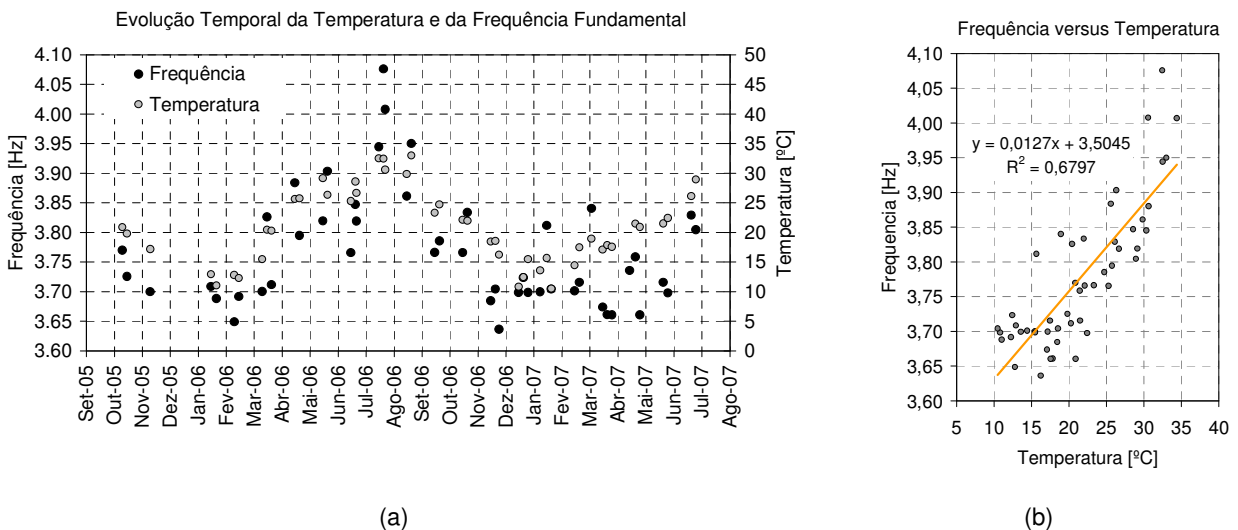 Evolução Temporal da Temperatura e da Frequência Fundamental
4.10
4.05
4.00
3.95
3.90
3.85
3.80
3.75
3.70
3.65
3.60
Frequência [Hz]
Frequência
Temperatura
50
45
40
35
30
25
20
15
10
5
0
Temperatura [ºC]
Set-05
Out-05
Nov-05
Dez-05
Jan-06
Fev-06
Mar-06
Abr-06
Mai-06
Jun-06
Jul-06
Ago-06
Set-06
Out-06
Nov-06
Dez-06
Jan-07
Fev-07
Mar-07
Abr-07
Mai-07
Jun-07
Jul-07
Ago-07
(a)
Frequência versus Temperatura
4,10
4,05
4,00
3,95
3,90
3,85
3,80
3,75
3,70
3,65
3,60
Frequencia [Hz]
y = 0,0127x + 3,5045
R² = 0,6797
5 10 15 20 25 30 35 40
Temperatura [ºC]
(b)